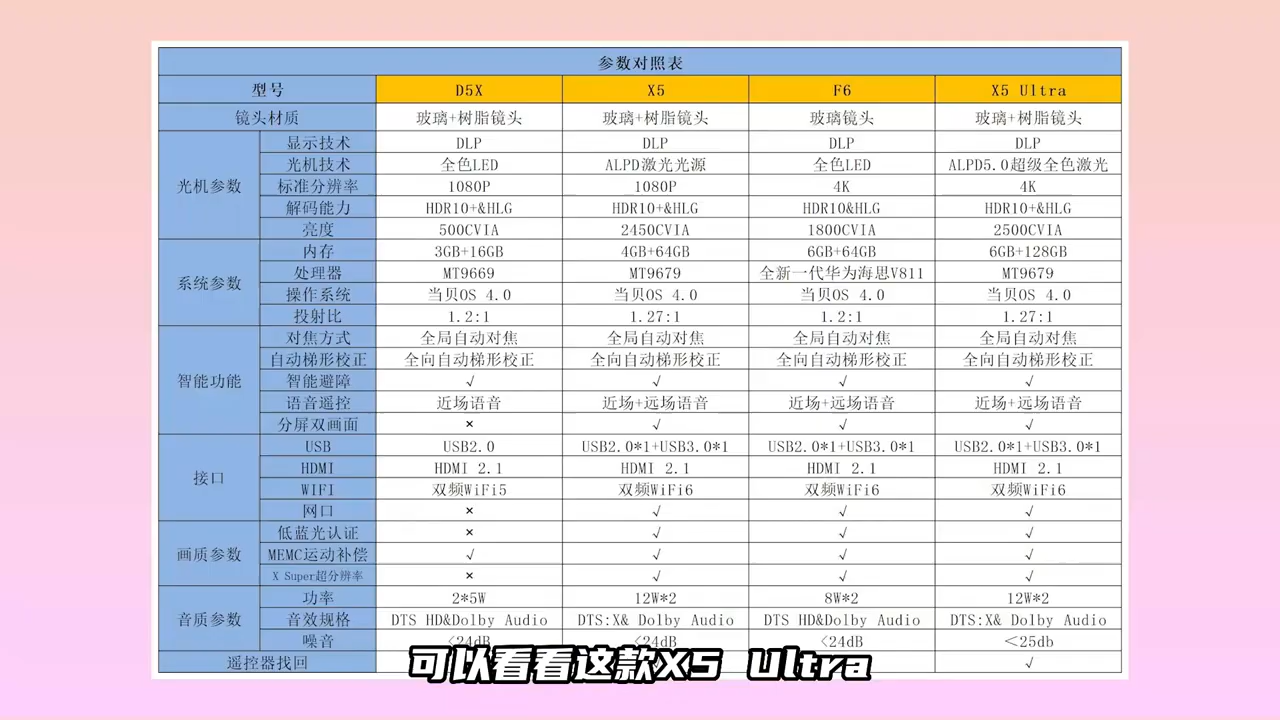 参数对照表
型号 D5X X5 F6 X5 Ultra
镜头材质 玻璃+树脂镜头 玻璃+树脂镜头 玻璃镜头 玻璃+树脂镜头
光机参数 显示技术 DLP DLP DLP DLP
光机技术 全色LED ALPD激光光源 全色LED ALPD5.0超级全色激光
标准分辨率 1080P 1080P 4K 4K
解码能力 HDR10+&HLG HDR10+&HLG HDR10&HLG HDR10+&HLG
亮度 500CVIA 2450CVIA 1800CVIA 2500CVIA
系统参数 内存 3GB+16GB 4GB+64GB 6GB+64GB 6GB+128GB
处理器 MT9669 MT9679 全新一代华为海思V811 MT9679
操作系统 当贝OS 4.0 当贝OS 4.0 当贝OS 4.0 当贝OS 4.0
投射比 1.2:1 1.27:1 1.2:1 1.27:1
智能功能 对焦方式 全局自动对焦 全局自动对焦 全局自动对焦 全局自动对焦
自动梯形校正 全向自动梯形校正 全向自动梯形校正 全向自动梯形校正 全向自动梯形校正
智能避障 √ √ √ √
语音遥控 近场语音 近场+远场语音 近场+远场语音 近场+远场语音
分屏双画面 × √ √ √
接口 USB USB2.0 USB2.0*1+USB3.0*1 USB2.0*1+USB3.0*1 USB2.0*1+USB3.0*1
HDMI HDMI 2.1 HDMI 2.1 HDMI 2.1 HDMI 2.1
WIFI 双频WiFi5 双频WiFi6 双频WiFi6 双频WiFi6
网口 × √ √ √
画质参数 低蓝光认证 × √ √ √
MEMC运动补偿 √ √ √ √
X Super超分辨率 × √ √ √
音质参数 功率 2*5W 12W*2 8W*2 12W*2
音效规格 DTS HD&Dolby Audio DTS:X& Dolby Audio DTS HD&Dolby Audio DTS:X& Dolby Audio
噪音 <24dB <24dB <24dB ＜25db
遥控器找回 √
可以看看这款X5 Ultra